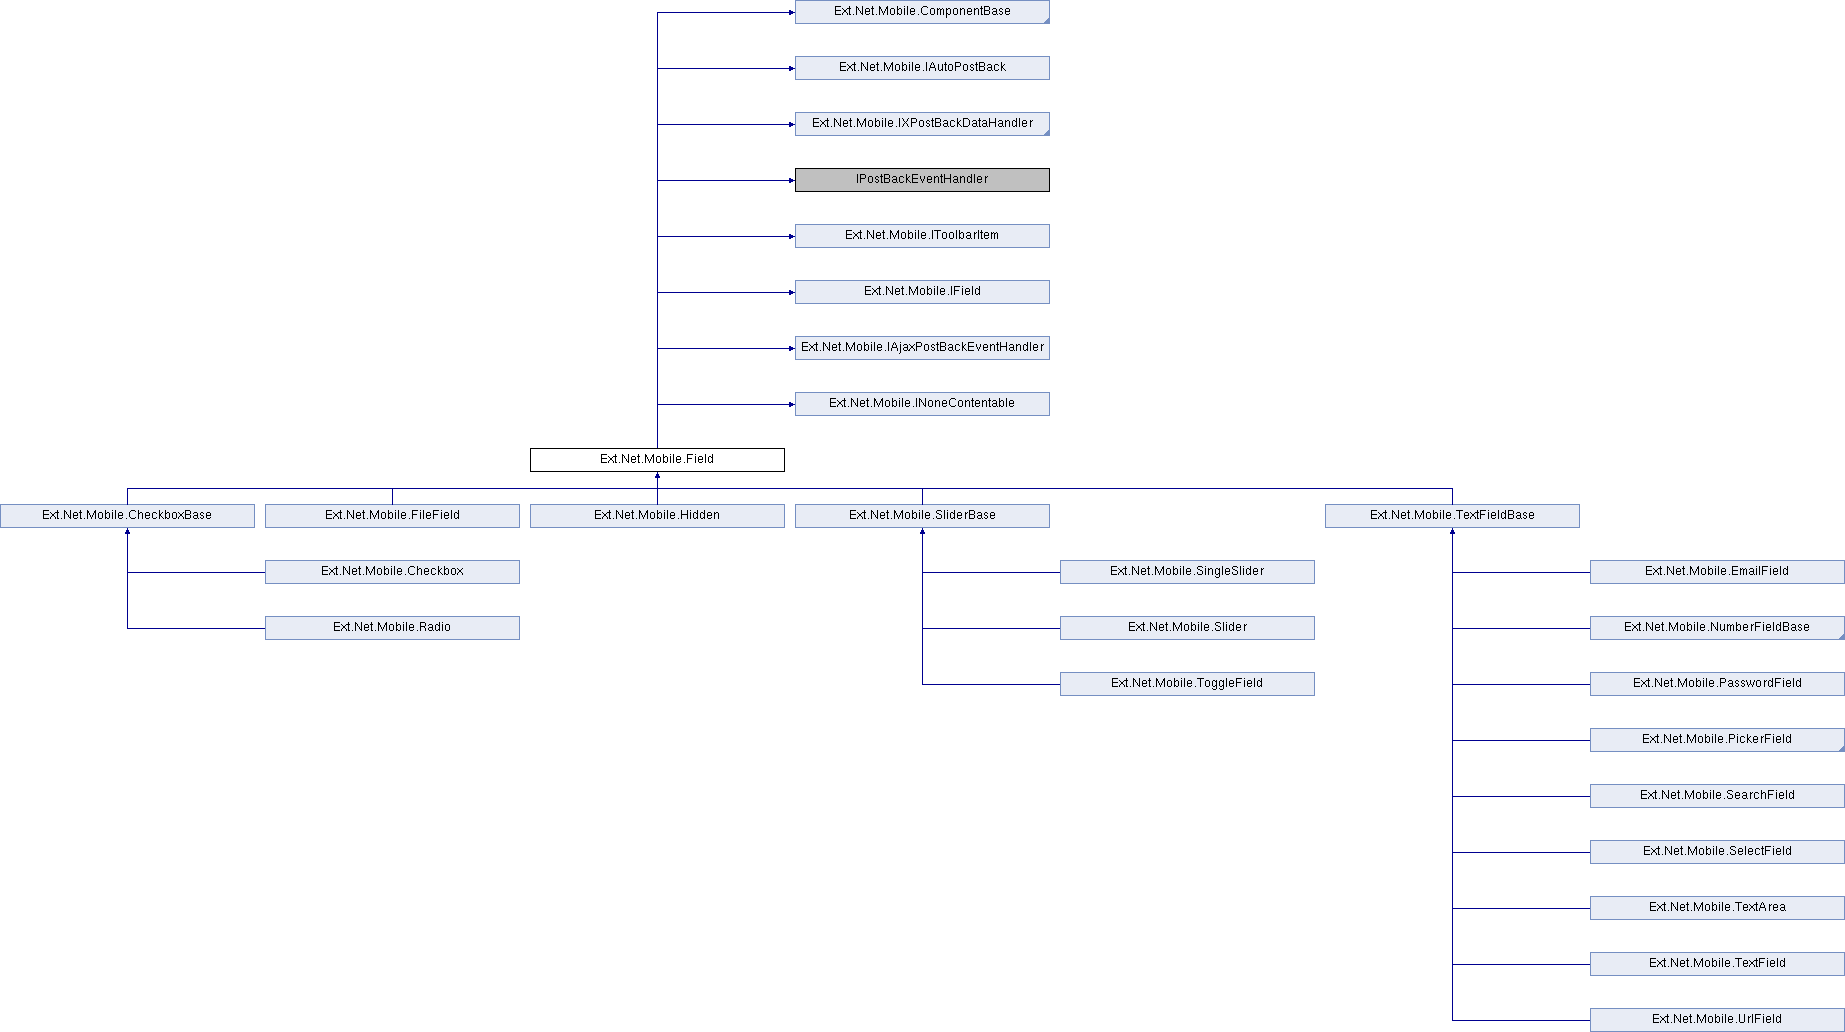 Ext.Net.Mobile.ComponentBase
Ext.Net.Mobile.IAutoPostBack
Ext.Net.Mobile.IXPostBackDataHandler
IPostBackEventHandler
Ext.Net.Mobile.IToolbarItem
Ext.Net.Mobile.IField
Ext.Net.Mobile.IAjaxPostBackEventHandler
Ext.Net.Mobile.INoneContentable
Ext.Net.Mobile.Field
Ext.Net.Mobile.CheckboxBase
Ext.Net.Mobile.FileField
Ext.Net.Mobile.Hidden
Ext.Net.Mobile.SliderBase
Ext.Net.Mobile.TextFieldBase
Ext.Net.Mobile.Checkbox
Ext.Net.Mobile.SingleSlider
Ext.Net.Mobile.EmailField
Ext.Net.Mobile.Radio
Ext.Net.Mobile.Slider
Ext.Net.Mobile.NumberFieldBase
Ext.Net.Mobile.ToggleField
Ext.Net.Mobile.PasswordField
Ext.Net.Mobile.PickerField
Ext.Net.Mobile.SearchField
Ext.Net.Mobile.SelectField
Ext.Net.Mobile.TextArea
Ext.Net.Mobile.TextField
Ext.Net.Mobile.UrlField